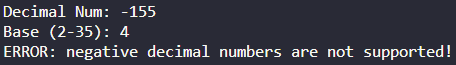 Decimal Num: -155
Base (2-35): 4
ERROR: negative decimal numbers are not supported!